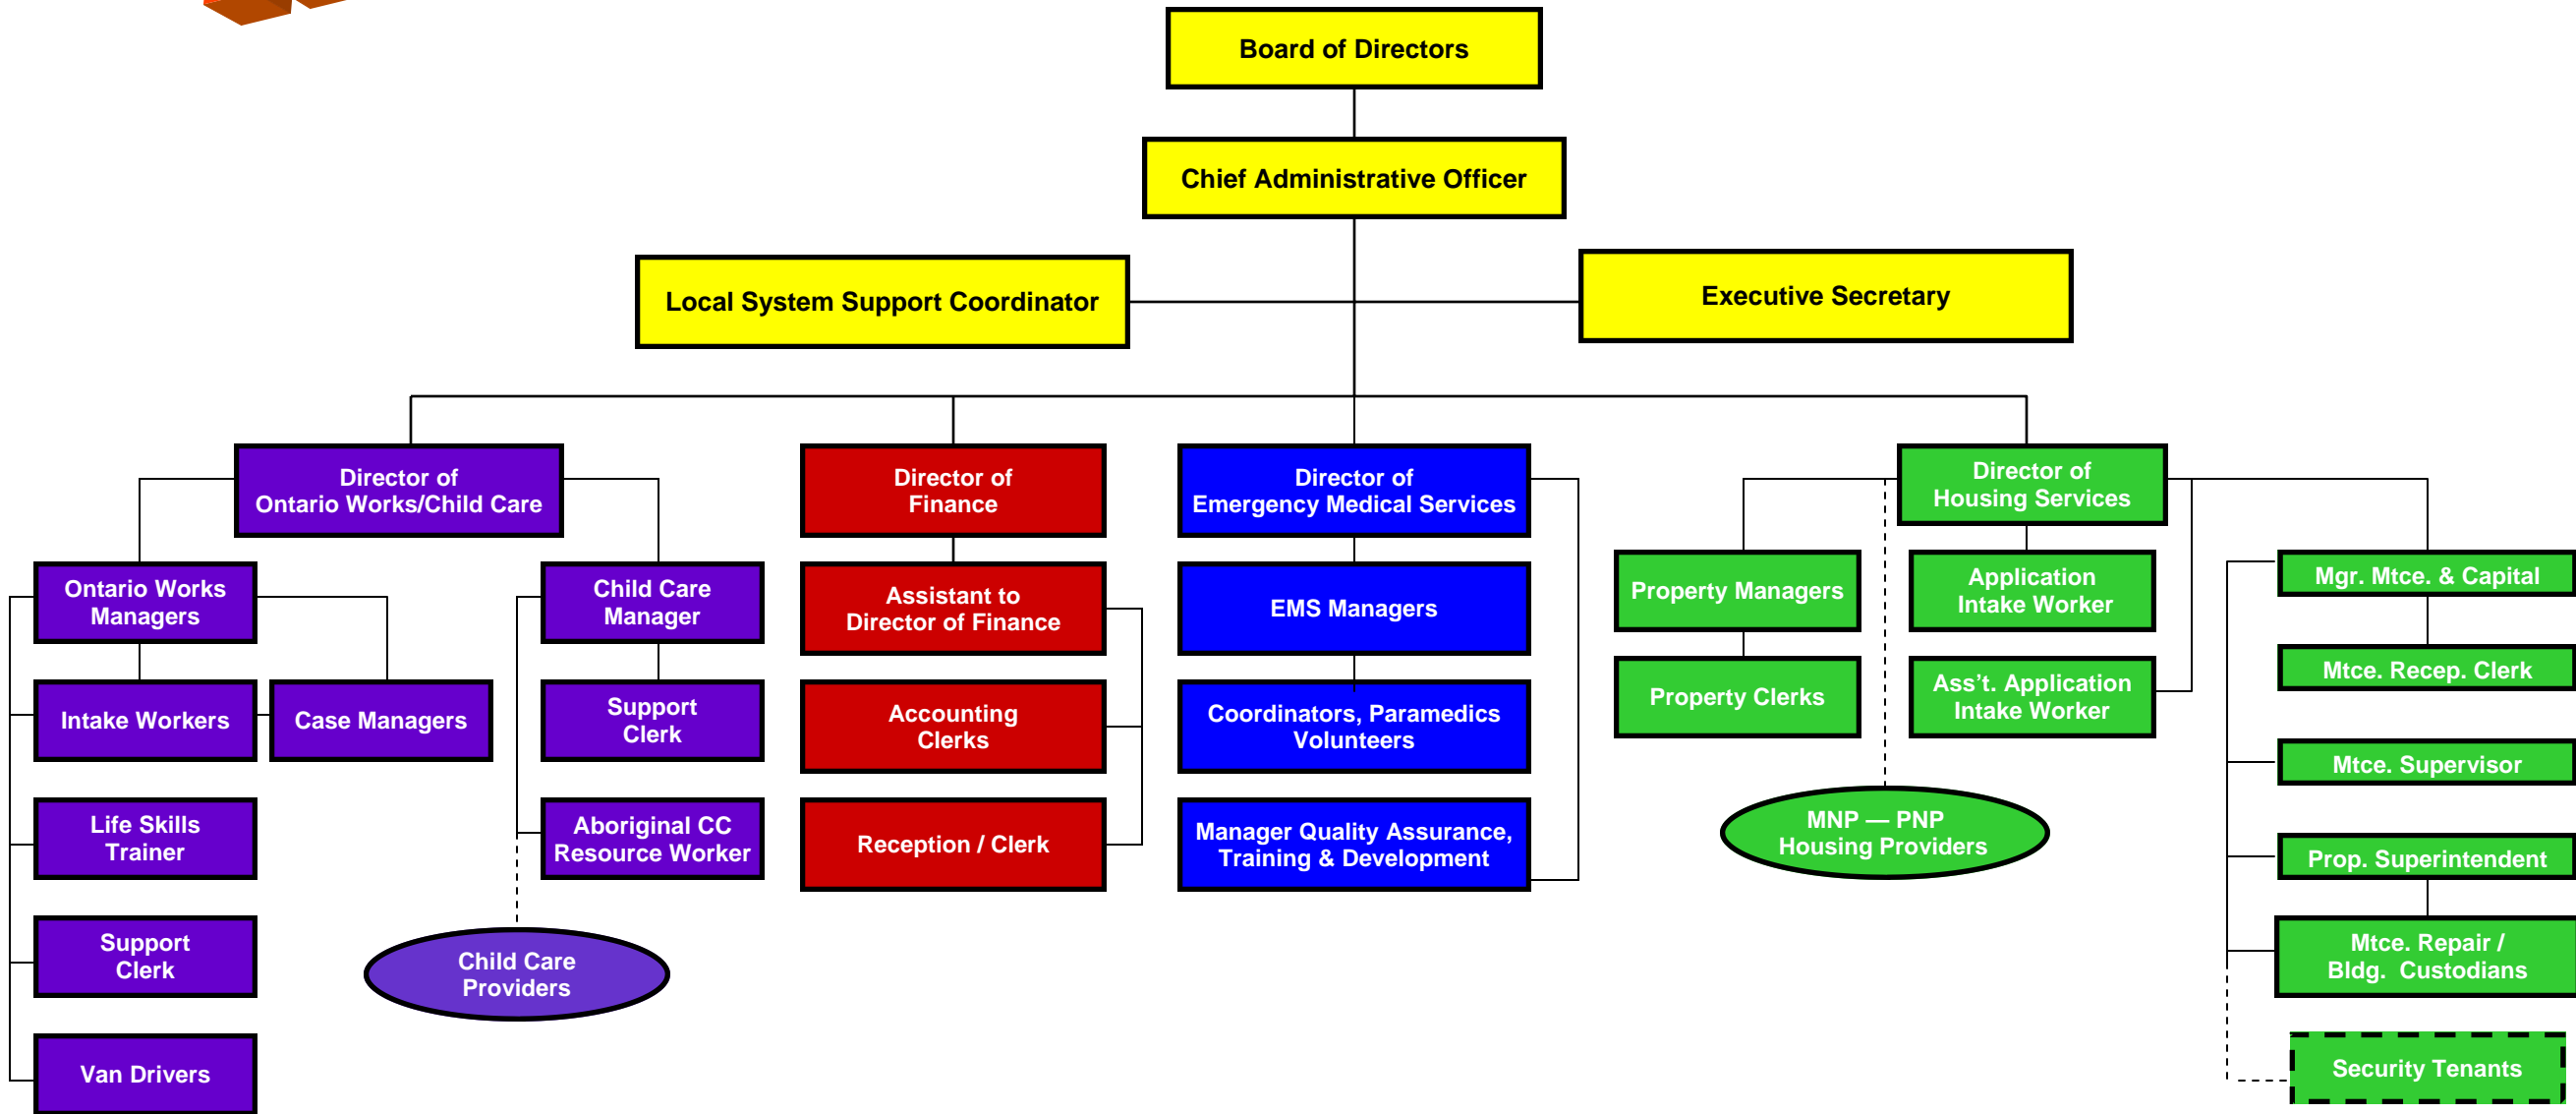 Board of Directors
Chief Administrative Officer
Local System Support Coordinator
Executive Secretary
Director of
Ontario Works/Child Care
Director of
Finance
Director of
Emergency Medical Services
Director of
Housing Services
Ontario Works
Managers
Child Care
Manager
Assistant to
Director of Finance
EMS Managers
Property Managers
Application
Intake Worker
Mgr. Mtce. & Capital
Intake Workers
Case Managers
Support
Clerk
Accounting
Clerks
Coordinators, Paramedics
Volunteers
Property Clerks
Ass’t. Application
Intake Worker
Mtce. Recep. Clerk
Mtce. Supervisor
Life Skills
Trainer
Aboriginal CC
Resource Worker
Reception / Clerk
Manager Quality Assurance,
Training & Development
MNP — PNP
Housing Providers
Prop. Superintendent
Support
Clerk
Child Care
Providers
Mtce. Repair /
Bldg. Custodians
Van Drivers
Security Tenants